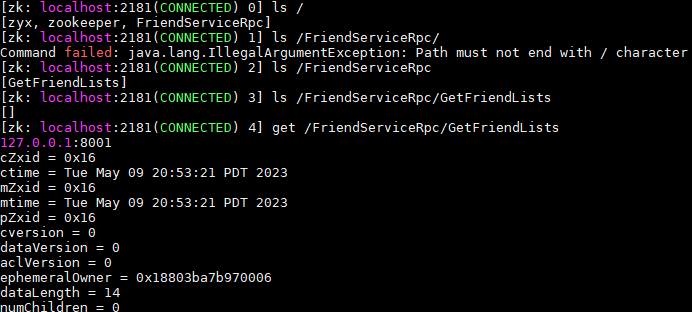 [zk: localhost:2181(CONNECTED) 0] ls /
[zyx, zookeeper, FriendServiceRpc]
[zk: localhost:2181(CONNECTED) 1] ls /FriendServiceRpc/
Command failed: java.lang.IllegalArgumentException: Path must not end with / character
[zk: localhost:2181(CONNECTED) 2] ls /FriendServiceRpc
[GetFriendLists]
[zk: localhost:2181(CONNECTED) 3] ls /FriendServiceRpc/GetFriendLists
[]
[zk: localhost:2181(CONNECTED) 4] get /FriendServiceRpc/GetFriendLists
127.0.0.1:8001
cZxid = 0x16
ctime = Tue May 09 20:53:21 PDT 2023
mZxid = 0x16
mtime = Tue May 09 20:53:21 PDT 2023
pZxid = 0x16
cversion = 0
dataVersion = 0
aclVersion = 0
ephemeralOwner = 0x18803ba7b970006
dataLength = 14
numChildren = 0